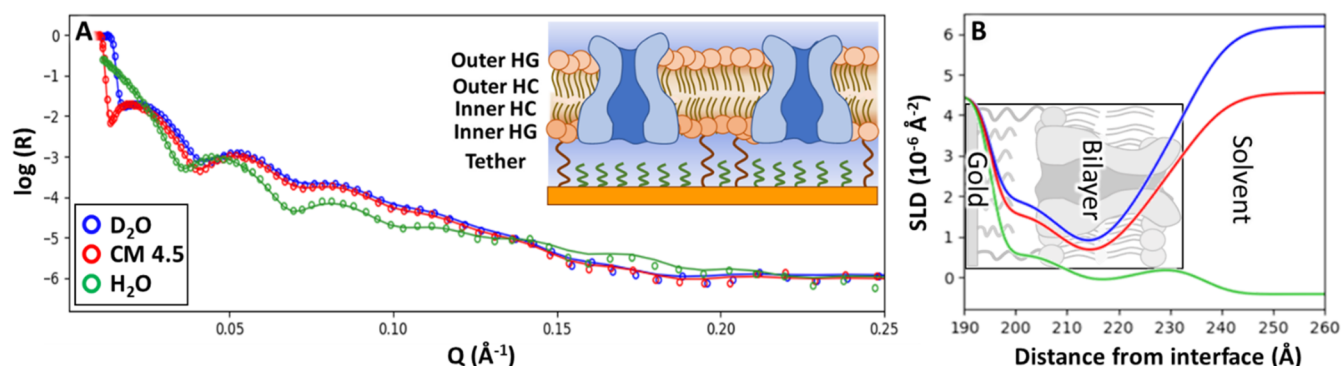 A
log (R)
0
-1
-2
-3
-4
-5
-6
D₂O
CM 4.5
H₂O
Outer HG
Outer HC
Inner HC
Inner HG
Tether
0.05
0.10
0.15
0.20
0.25
Q (Å⁻¹)
B
SLD (10⁻⁶ Å⁻²)
6
5
4
3
2
1
0
Gold
Bilayer
Solvent
190
200
210
220
230
240
250
260
Distance from interface (Å)